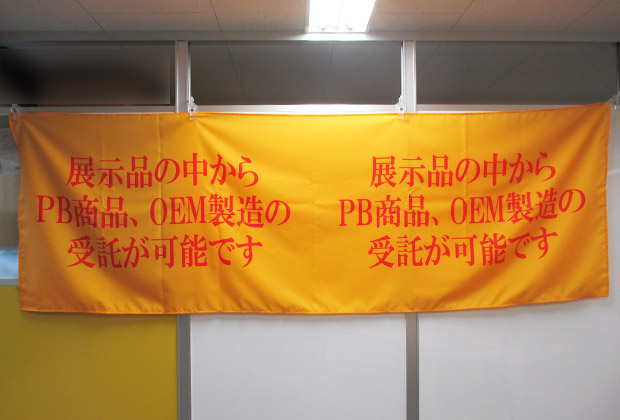 展示品の中から
PB商品、OEM製造の
受託が可能です
展示品の中から
PB商品、OEM製造の
受託が可能です